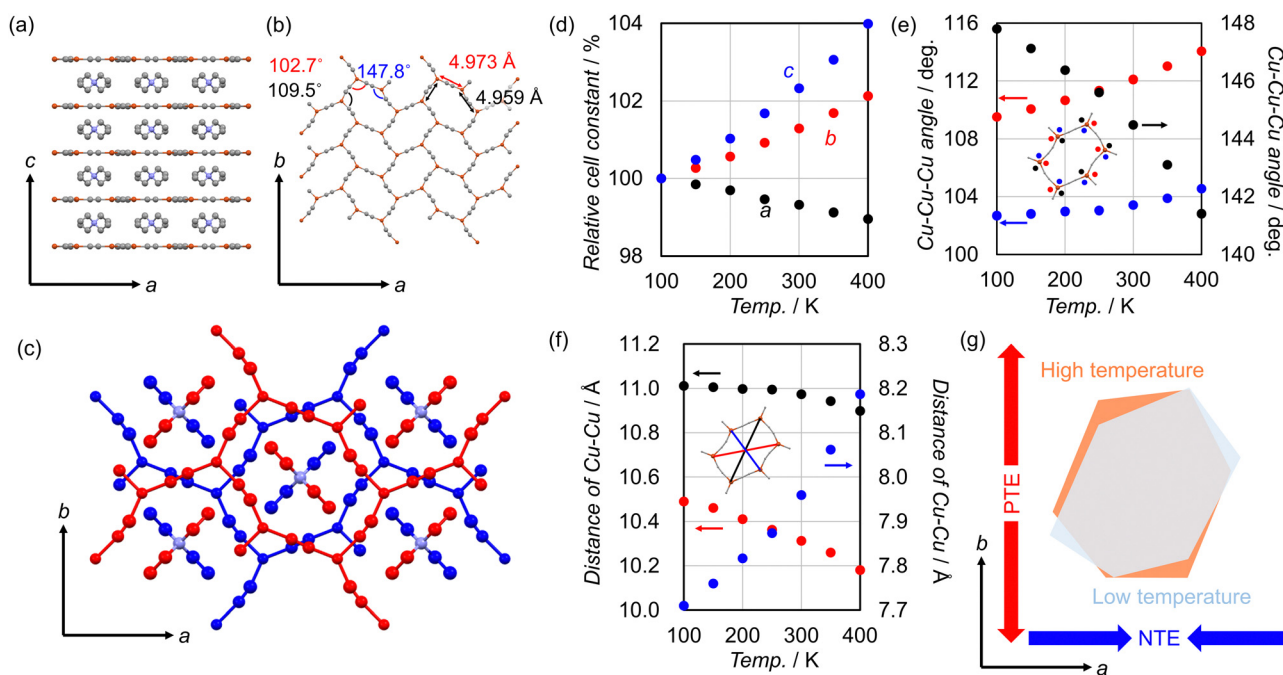 (a)
c
a
(b)
102.7°
109.5°
147.8°
4.973 Å
4.959 Å
b
a
(c)
b
a
(d)
Relative cell constant / %
104
102
100
98
c
b
a
100 200 300 400
Temp. / K
(e)
Cu-Cu-Cu angle / deg.
116
112
108
104
100
148
146
144
142
140
Cu-Cu-Cu angle / deg.
100 200 300 400
Temp. / K
(f)
Distance of Cu-Cu / Å
11.2
11.0
10.8
10.6
10.4
10.2
10.0
8.3
8.2
8.1
8.0
7.9
7.8
7.7
Distance of Cu-Cu / Å
100 200 300 400
Temp. / K
(g)
High temperature
PTE
Low temperature
b
NTE
a